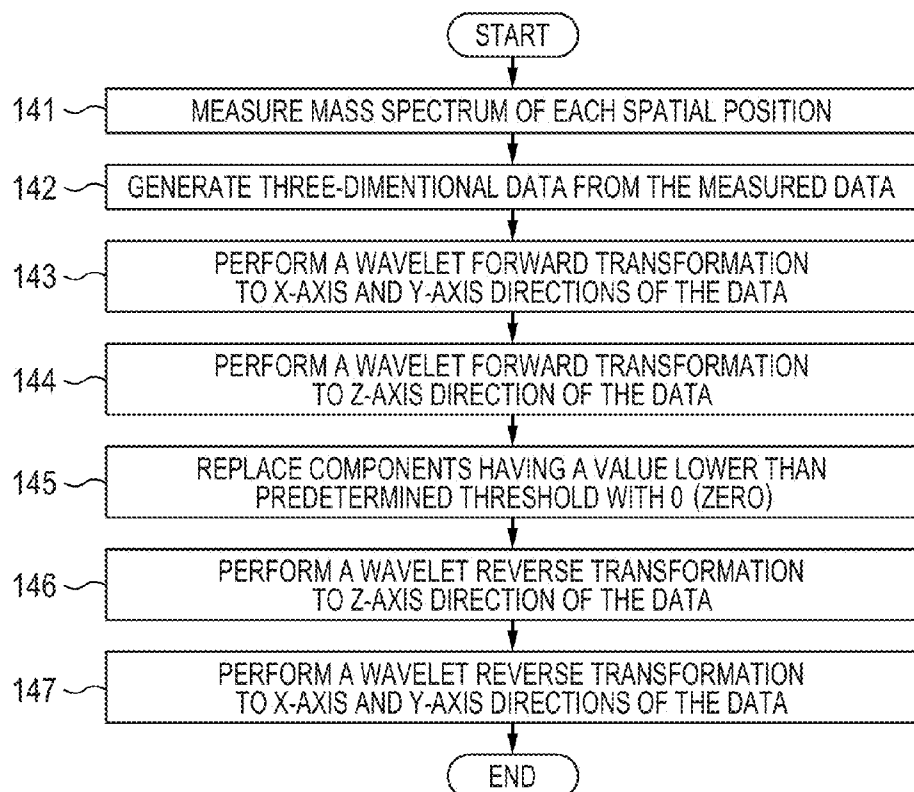 START
141
MEASURE MASS SPECTRUM OF EACH SPATIAL POSITION
142
GENERATE THREE-DIMENTIONAL DATA FROM THE MEASURED DATA
143
PERFORM A WAVELET FORWARD TRANSFORMATION
TO X-AXIS AND Y-AXIS DIRECTIONS OF THE DATA
144
PERFORM A WAVELET FORWARD TRANSFORMATION
TO Z-AXIS DIRECTION OF THE DATA
145
REPLACE COMPONENTS HAVING A VALUE LOWER THAN
PREDETERMINED THRESHOLD WITH 0 (ZERO)
146
PERFORM A WAVELET REVERSE TRANSFORMATION
TO Z-AXIS DIRECTION OF THE DATA
147
PERFORM A WAVELET REVERSE TRANSFORMATION
TO X-AXIS AND Y-AXIS DIRECTIONS OF THE DATA
END